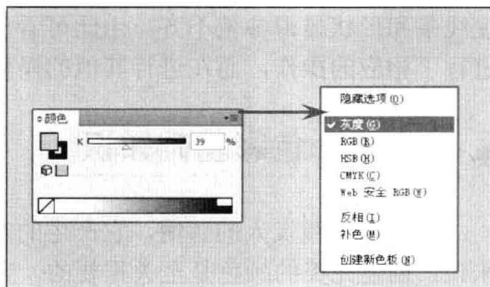 颜色
K 39 %
隐藏选项(O)
灰度(G)
RGB(R)
HSB(H)
CMYK(C)
Web 安全 RGB(W)
反相(I)
补色(M)
创建新色板(N)